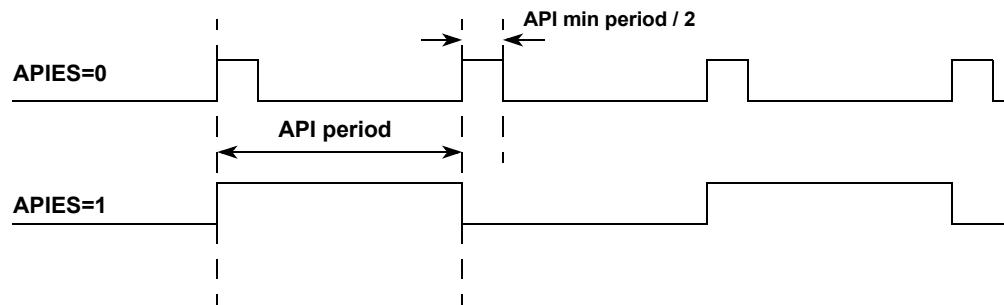 API min period / 2
APIES=0
API period
APIES=1